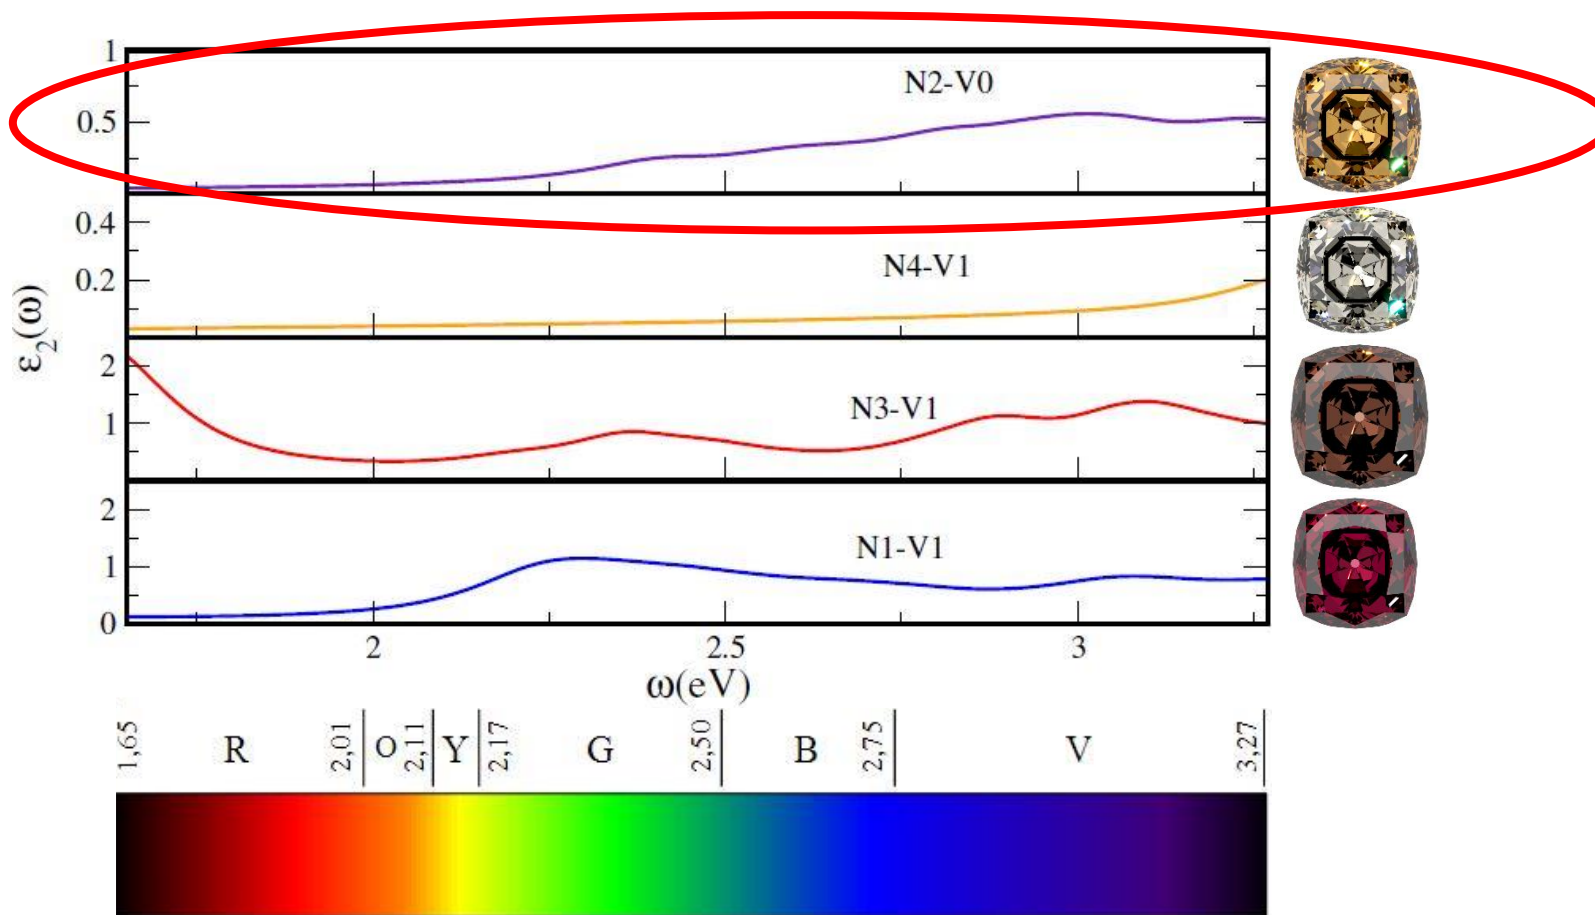 1
N2-V0
0.5
0.4
N4-V1
0.2
ε2(ω)
2
N3-V1
1
2
N1-V1
1
0
2 2.5 3
ω(eV)
1,65 R 2,01 O 2,11 Y 2,17 G 2,50 B 2,75 V 3,27